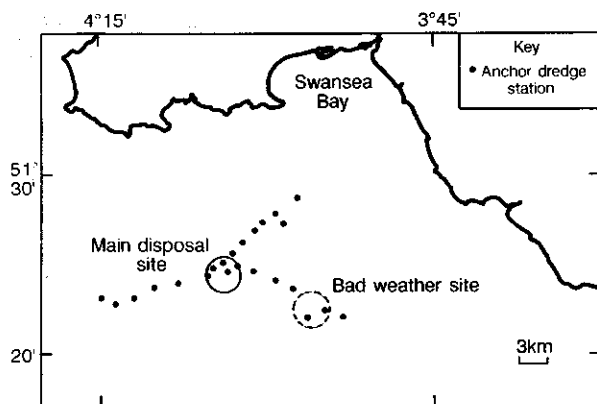 4°15'
3°45'
Key
Anchor dredge
station
Swansea
Bay
51°
30'
Main disposal
site
Bad weather site
20'
3km